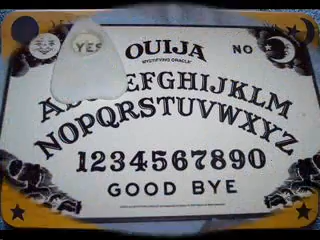 YES OUIJA NO
MYSTIFYING ORACLE
A EFGHIJKLM
NOPQRSTUVWXYZ
1234567890
GOOD BYE